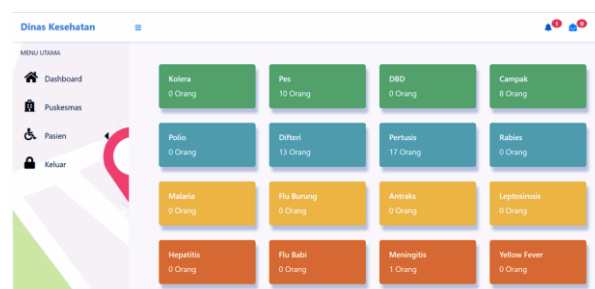 Dinas Kesehatan
1
0
MENU UTAMA
Dashboard
Puskesmas
Pasien
Keluar
Kolera
0 Orang
Pes
10 Orang
DBD
0 Orang
Campak
8 Orang
Polio
0 Orang
Difteri
13 Orang
Pertusis
17 Orang
Rabies
0 Orang
Malaria
0 Orang
Flu Burung
0 Orang
Antraks
0 Orang
Leptosirosis
0 Orang
Hepatitis
0 Orang
Flu Babi
0 Orang
Meningitis
1 Orang
Yellow Fever
0 Orang